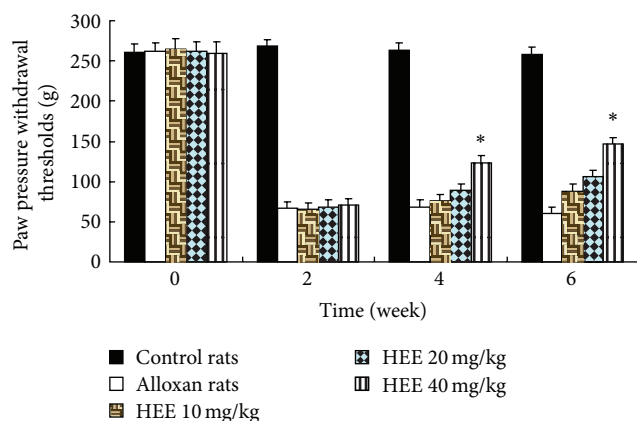 300
250
200
150
100
50
0
Paw pressure withdrawal
thresholds (g)
*
*
0 2 4 6
Time (week)
Control rats
Alloxan rats
HEE 10 mg/kg
HEE 20 mg/kg
HEE 40 mg/kg